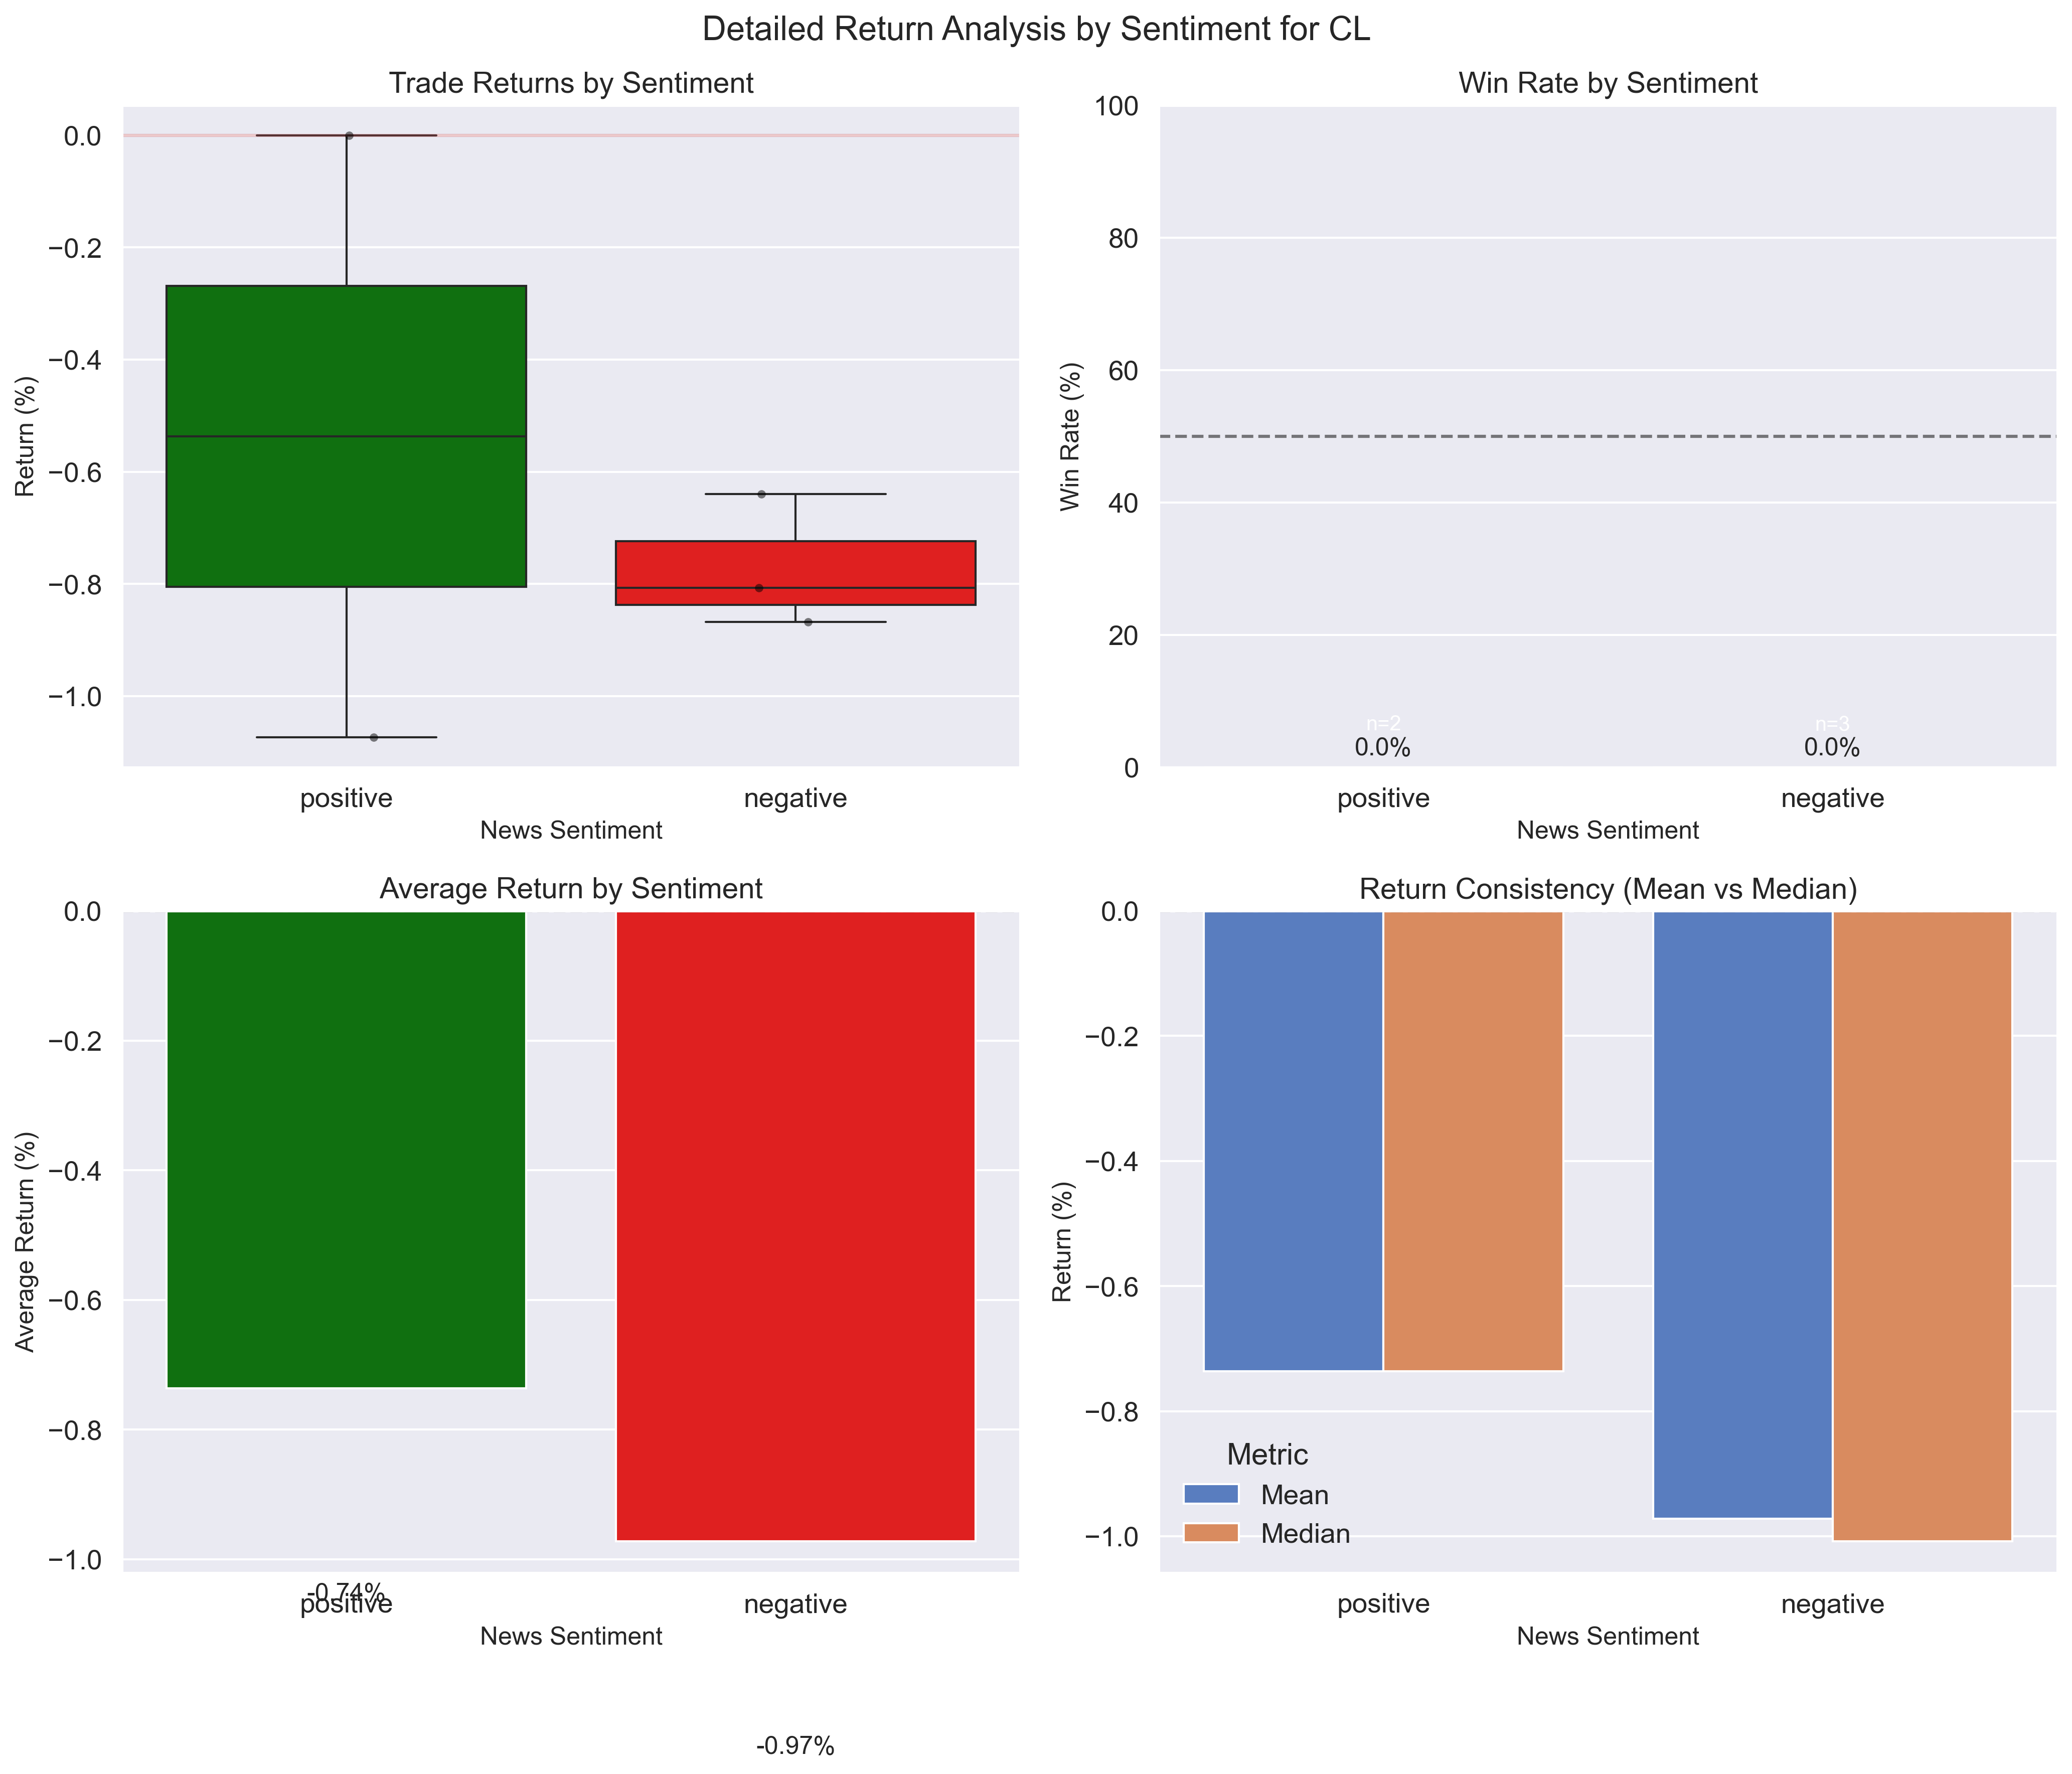 Detailed Return Analysis by Sentiment for CL
Trade Returns by Sentiment
Return (%)
0.0
−0.2
−0.4
−0.6
−0.8
−1.0
positive
negative
News Sentiment
Win Rate by Sentiment
Win Rate (%)
100
80
60
40
20
0
n=2
0.0%
n=3
0.0%
positive
negative
News Sentiment
Average Return by Sentiment
Average Return (%)
0.0
−0.2
−0.4
−0.6
−0.8
−1.0
-0.74%
positive
negative
News Sentiment
-0.97%
Return Consistency (Mean vs Median)
Return (%)
0.0
−0.2
−0.4
−0.6
−0.8
−1.0
Metric
Mean
Median
positive
negative
News Sentiment